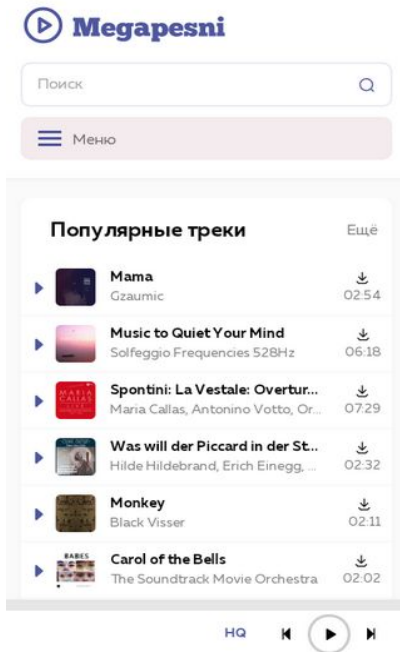 Megapesni
Поиск
Меню
Популярные треки
Ещё
Mama
Gzaumic
02:54
Music to Quiet Your Mind
Solfeggio Frequencies 528Hz
06:18
MARIA
CALLAS
Spontini: La Vestale: Overtur...
Maria Callas, Antonino Votto, Or...
07:29
Was will der Piccard in der St...
Hilde Hildebrand, Erich Einegg, ...
02:32
Monkey
Black Visser
02:11
BABES
Carol of the Bells
The Soundtrack Movie Orchestra
02:02
HQ